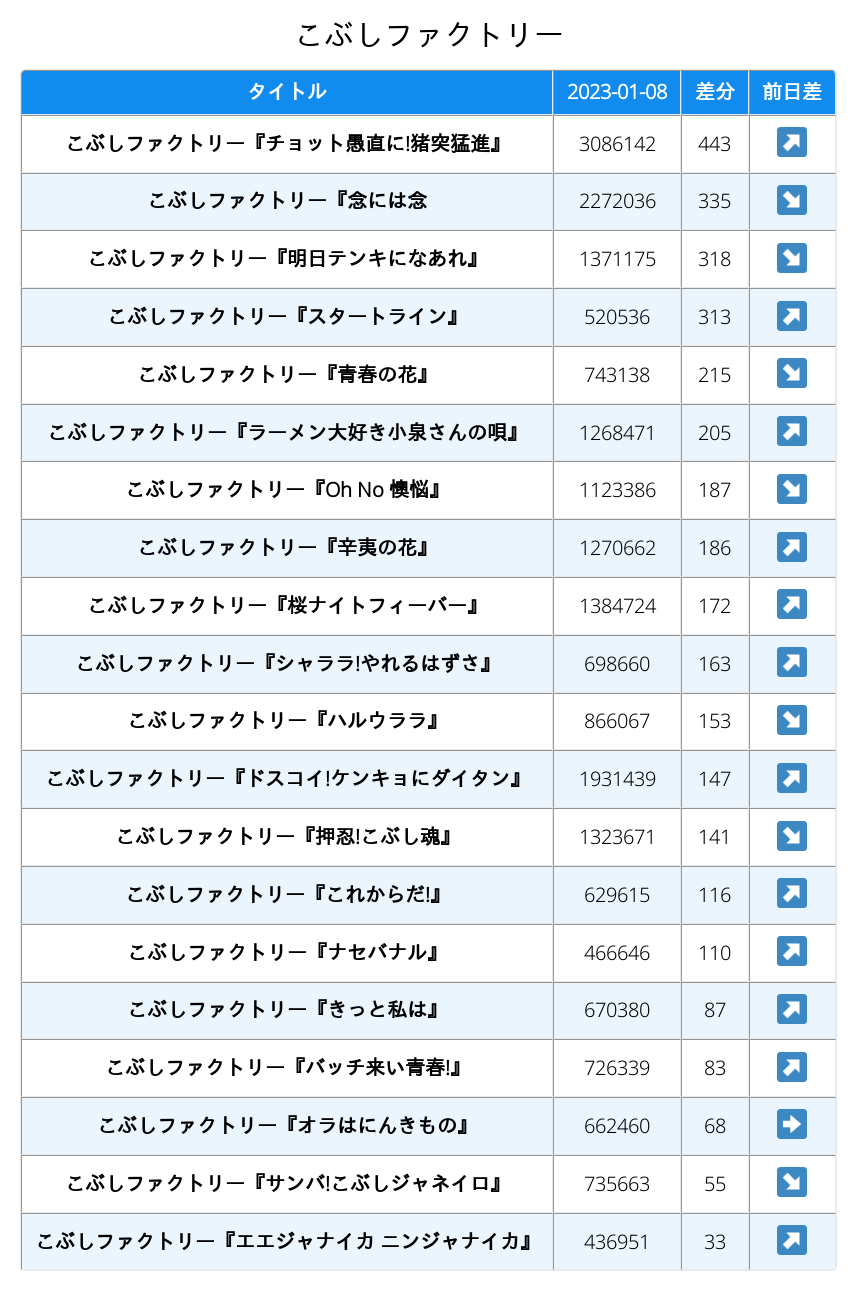 こぶしファクトリー
タイトル 2023-01-08 差分 前日差
こぶしファクトリー『チョット愚直に!猪突猛進』 3086142 443 ↗
こぶしファクトリー『念には念 2272036 335 ↘
こぶしファクトリー『明日テンキになあれ』 1371175 318 ↘
こぶしファクトリー『スタートライン』 520536 313 ↗
こぶしファクトリー『青春の花』 743138 215 ↘
こぶしファクトリー『ラーメン大好き小泉さんの唄』 1268471 205 ↗
こぶしファクトリー『Oh No 懊悩』 1123386 187 ↘
こぶしファクトリー『辛夷の花』 1270662 186 ↗
こぶしファクトリー『桜ナイトフィーバー』 1384724 172 ↗
こぶしファクトリー『シャララ!やれるはずさ』 698660 163 ↗
こぶしファクトリー『ハルウララ』 866067 153 ↘
こぶしファクトリー『ドスコイ!ケンキョにダイタン』 1931439 147 ↗
こぶしファクトリー『押忍!こぶし魂』 1323671 141 ↘
こぶしファクトリー『これからだ!』 629615 116 ↗
こぶしファクトリー『ナセバナル』 466646 110 ↗
こぶしファクトリー『きっと私は』 670380 87 ↗
こぶしファクトリー『バッチ来い青春!』 726339 83 ↗
こぶしファクトリー『オラはにんきもの』 662460 68 →
こぶしファクトリー『サンバ!こぶしジャネイロ』 735663 55 ↘
こぶしファクトリー『エエジャナイカ ニンジャナイカ』 436951 33 ↗